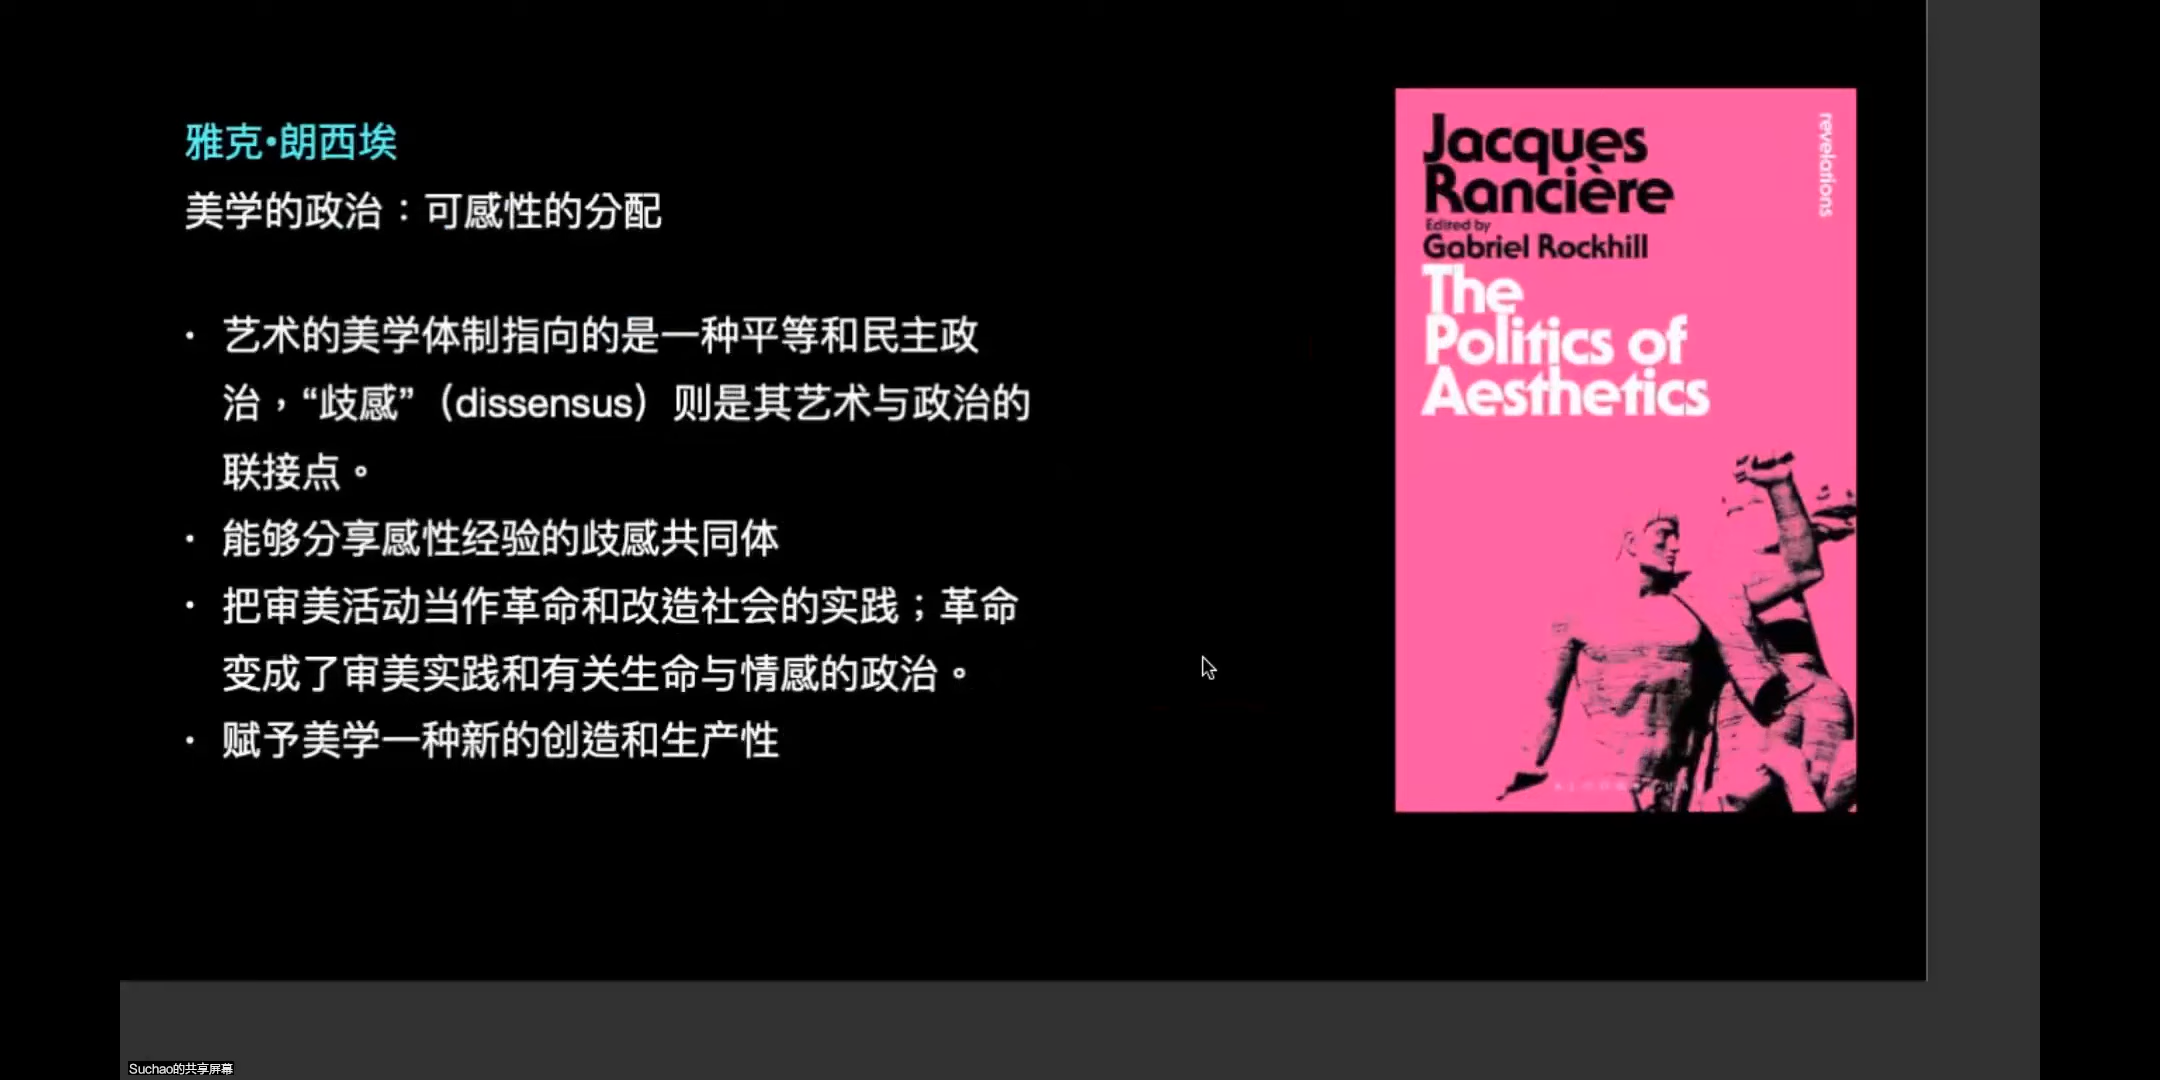 雅克•朗西埃
美学的政治：可感性的分配
· 艺术的美学体制指向的是一种平等和民主政
治，“歧感”（dissensus）则是其艺术与政治的
联接点。
· 能够分享感性经验的歧感共同体
· 把审美活动当作革命和改造社会的实践；革命
变成了审美实践和有关生命与情感的政治。
· 赋予美学一种新的创造和生产性
Jacques
Rancière
Edited by
Gabriel Rockhill
The
Politics of
Aesthetics
revelations
Suchao的共享屏幕